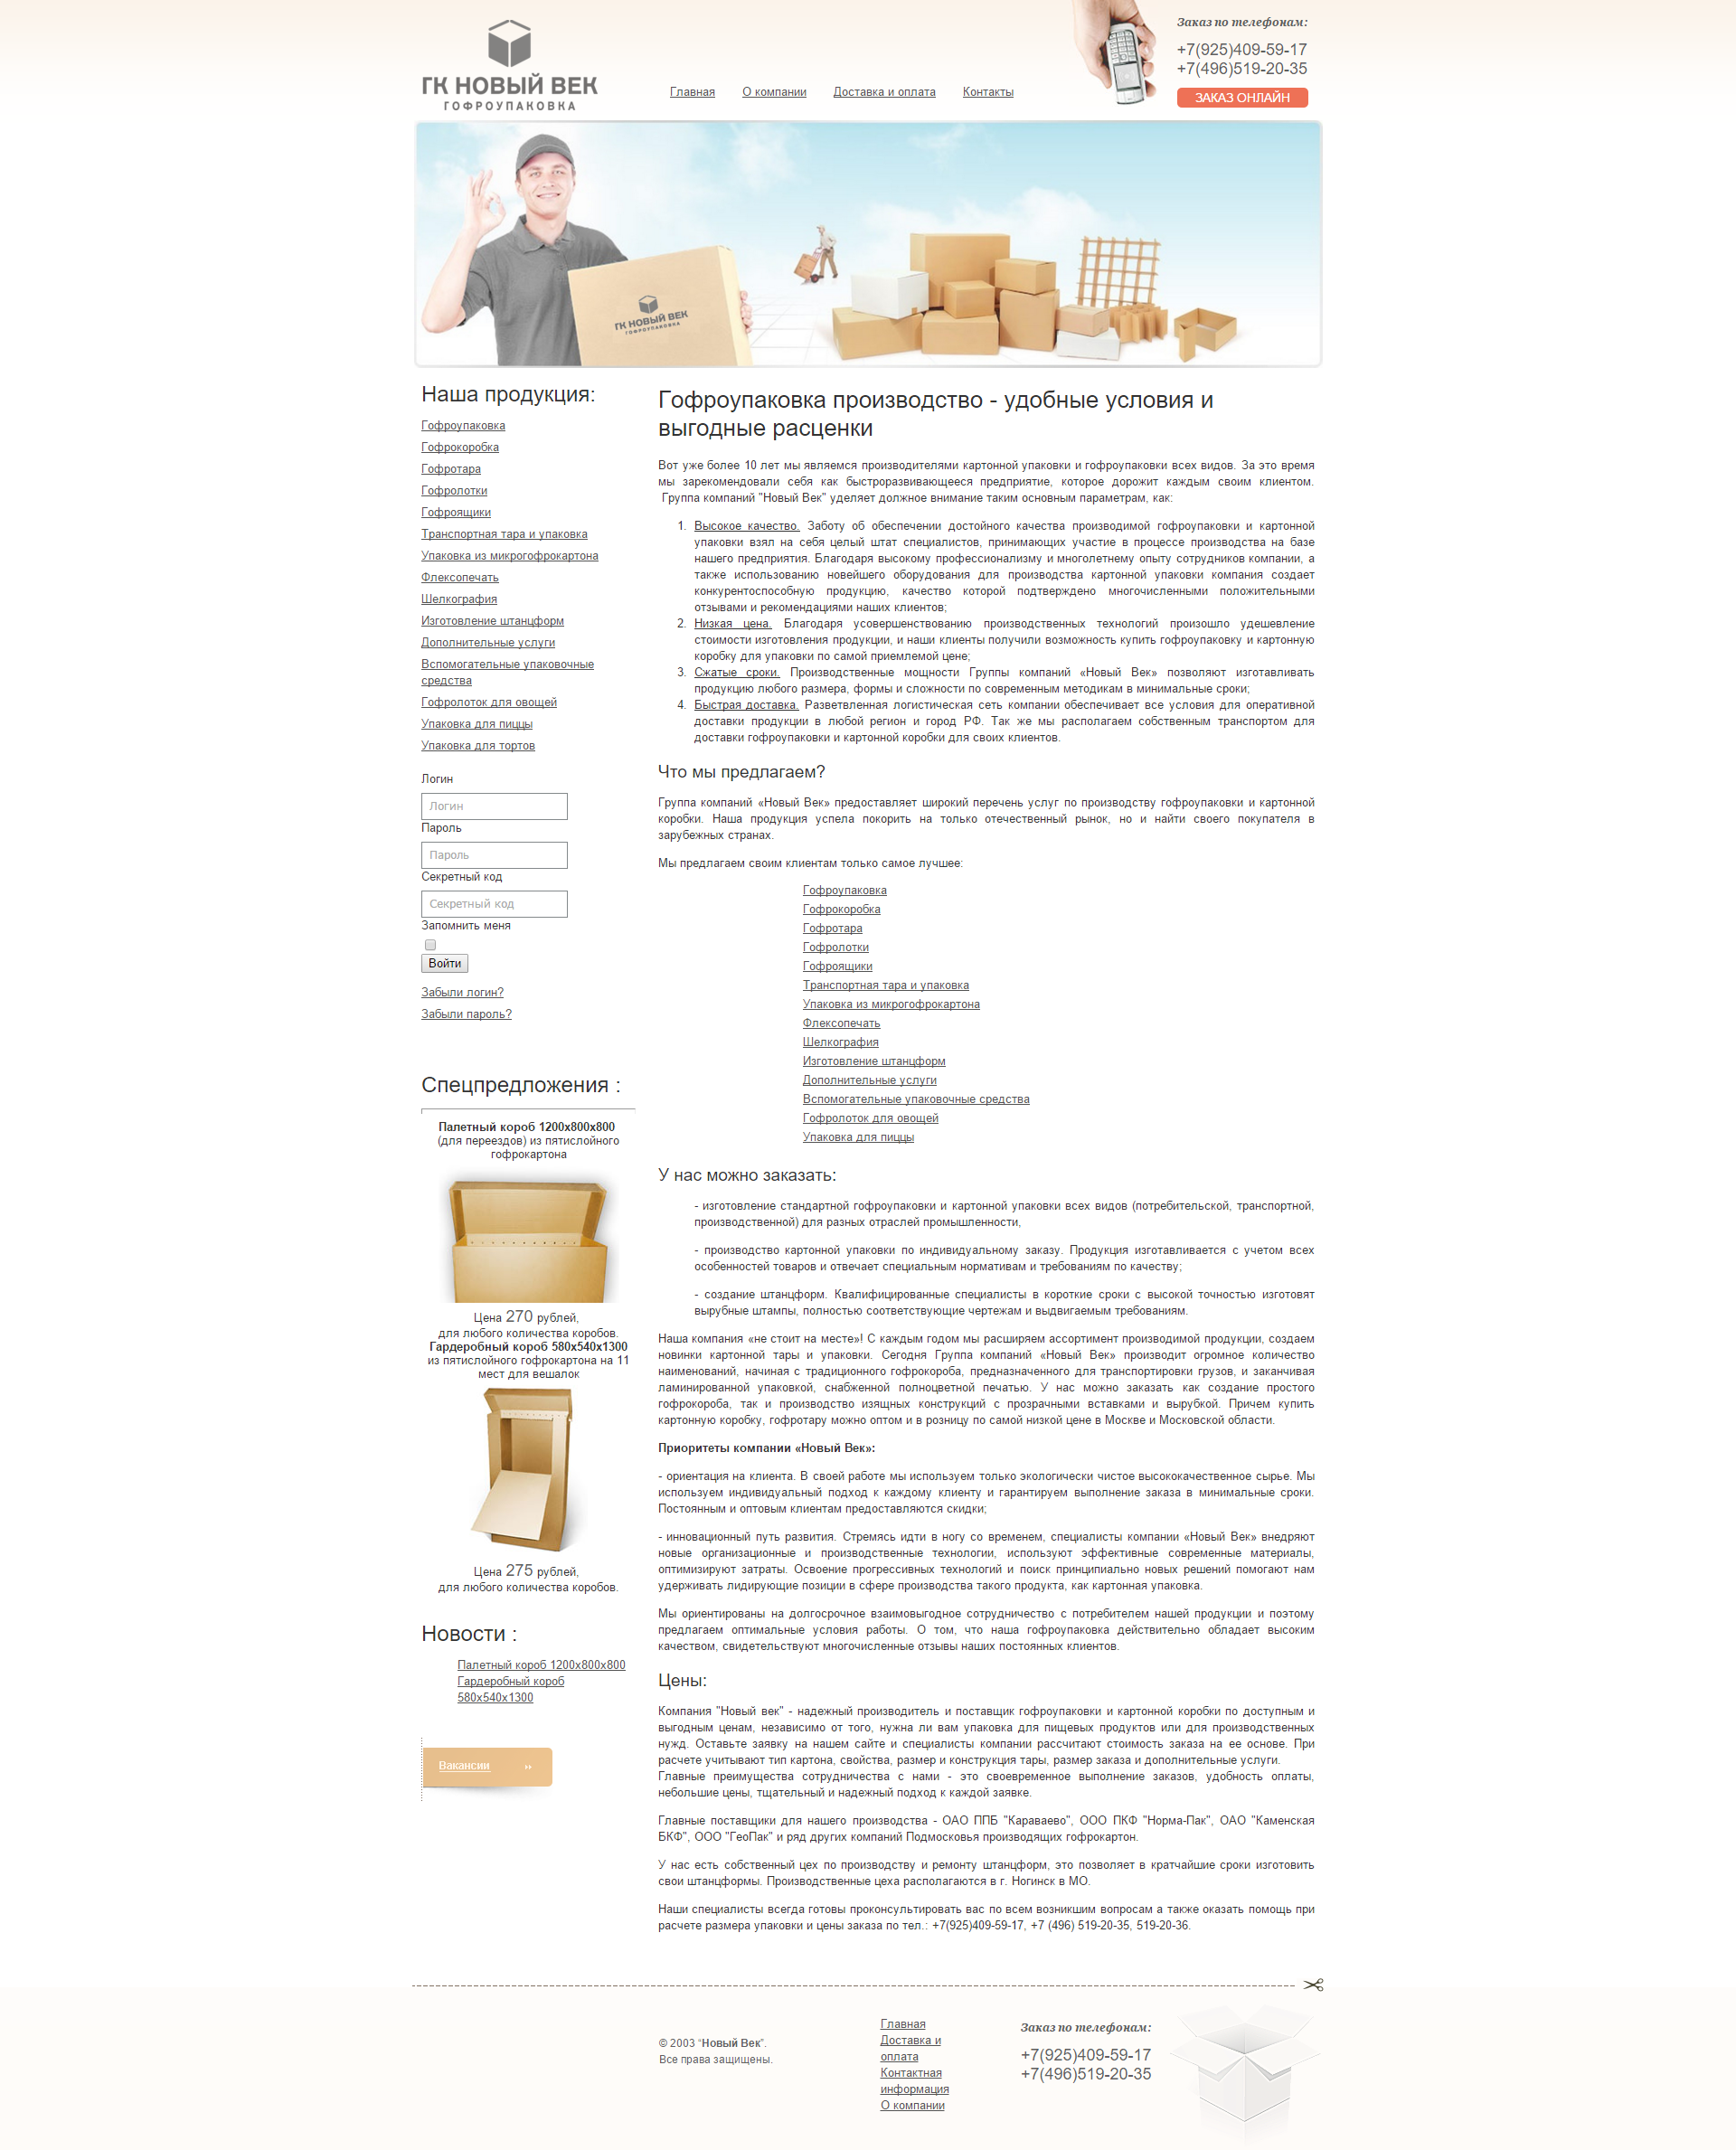 ГК НОВЫЙ ВЕК
ГОФРОУПАКОВКА
Главная
О компании
Доставка и оплата
Контакты
Заказ по телефонам:
+7(925)409-59-17
+7(496)519-20-35
ЗАКАЗ ОНЛАЙН
ГК НОВЫЙ ВЕК
ГОФРОУПАКОВКА
Наша продукция:
Гофроупаковка
Гофрокоробка
Гофротара
Гофролотки
Гофроящики
Транспортная тара и упаковка
Упаковка из микрогофрокартона
Флексопечать
Шелкография
Изготовление штанцформ
Дополнительные услуги
Вспомогательные упаковочные
средства
Гофролоток для овощей
Упаковка для пиццы
Упаковка для тортов
Логин
Логин
Пароль
Пароль
Секретный код
Секретный код
Запомнить меня
Войти
Забыли логин?
Забыли пароль?
Спецпредложения :
Палетный короб 1200х800х800
(для переездов) из пятислойного
гофрокартона
Цена 270 рублей,
для любого количества коробов.
Гардеробный короб 580х540х1300
из пятислойного гофрокартона на 11
мест для вешалок
Цена 275 рублей,
для любого количества коробов.
Новости :
Палетный короб 1200х800х800
Гардеробный короб
580х540х1300
Вакансии ››
Гофроупаковка производство - удобные условия и
выгодные расценки
Вот уже более 10 лет мы являемся производителями картонной упаковки и гофроупаковки всех видов. За это время
мы зарекомендовали себя как быстроразвивающееся предприятие, которое дорожит каждым своим клиентом.
Группа компаний "Новый Век" уделяет должное внимание таким основным параметрам, как:
1. Высокое качество. Заботу об обеспечении достойного качества производимой гофроупаковки и картонной
упаковки взял на себя целый штат специалистов, принимающих участие в процессе производства на базе
нашего предприятия. Благодаря высокому профессионализму и многолетнему опыту сотрудников компании, а
также использованию новейшего оборудования для производства картонной упаковки компания создает
конкурентоспособную продукцию, качество которой подтверждено многочисленными положительными
отзывами и рекомендациями наших клиентов;
2. Низкая цена. Благодаря усовершенствованию производственных технологий произошло удешевление
стоимости изготовления продукции, и наши клиенты получили возможность купить гофроупаковку и картонную
коробку для упаковки по самой приемлемой цене;
3. Сжатые сроки. Производственные мощности Группы компаний «Новый Век» позволяют изготавливать
продукцию любого размера, формы и сложности по современным методикам в минимальные сроки;
4. Быстрая доставка. Разветвленная логистическая сеть компании обеспечивает все условия для оперативной
доставки продукции в любой регион и город РФ. Так же мы располагаем собственным транспортом для
доставки гофроупаковки и картонной коробки для своих клиентов.
Что мы предлагаем?
Группа компаний «Новый Век» предоставляет широкий перечень услуг по производству гофроупаковки и картонной
коробки. Наша продукция успела покорить на только отечественный рынок, но и найти своего покупателя в
зарубежных странах.
Мы предлагаем своим клиентам только самое лучшее:
Гофроупаковка
Гофрокоробка
Гофротара
Гофролотки
Гофроящики
Транспортная тара и упаковка
Упаковка из микрогофрокартона
Флексопечать
Шелкография
Изготовление штанцформ
Дополнительные услуги
Вспомогательные упаковочные средства
Гофролоток для овощей
Упаковка для пиццы
У нас можно заказать:
- изготовление стандартной гофроупаковки и картонной упаковки всех видов (потребительской, транспортной,
производственной) для разных отраслей промышленности,
- производство картонной упаковки по индивидуальному заказу. Продукция изготавливается с учетом всех
особенностей товаров и отвечает специальным нормативам и требованиям по качеству;
- создание штанцформ. Квалифицированные специалисты в короткие сроки с высокой точностью изготовят
вырубные штампы, полностью соответствующие чертежам и выдвигаемым требованиям.
Наша компания «не стоит на месте»! С каждым годом мы расширяем ассортимент производимой продукции, создаем
новинки картонной тары и упаковки. Сегодня Группа компаний «Новый Век» производит огромное количество
наименований, начиная с традиционного гофрокороба, предназначенного для транспортировки грузов, и заканчивая
ламинированной упаковкой, снабженной полноцветной печатью. У нас можно заказать как создание простого
гофрокороба, так и производство изящных конструкций с прозрачными вставками и вырубкой. Причем купить
картонную коробку, гофротару можно оптом и в розницу по самой низкой цене в Москве и Московской области.
Приоритеты компании «Новый Век»:
- ориентация на клиента. В своей работе мы используем только экологически чистое высококачественное сырье. Мы
используем индивидуальный подход к каждому клиенту и гарантируем выполнение заказа в минимальные сроки.
Постоянным и оптовым клиентам предоставляются скидки;
- инновационный путь развития. Стремясь идти в ногу со временем, специалисты компании «Новый Век» внедряют
новые организационные и производственные технологии, используют эффективные современные материалы,
оптимизируют затраты. Освоение прогрессивных технологий и поиск принципиально новых решений помогают нам
удерживать лидирующие позиции в сфере производства такого продукта, как картонная упаковка.
Мы ориентированы на долгосрочное взаимовыгодное сотрудничество с потребителем нашей продукции и поэтому
предлагаем оптимальные условия работы. О том, что наша гофроупаковка действительно обладает высоким
качеством, свидетельствуют многочисленные отзывы наших постоянных клиентов.
Цены:
Компания "Новый век" - надежный производитель и поставщик гофроупаковки и картонной коробки по доступным и
выгодным ценам, независимо от того, нужна ли вам упаковка для пищевых продуктов или для производственных
нужд. Оставьте заявку на нашем сайте и специалисты компании рассчитают стоимость заказа на ее основе. При
расчете учитывают тип картона, свойства, размер и конструкция тары, размер заказа и дополнительные услуги.
Главные преимущества сотрудничества с нами - это своевременное выполнение заказов, удобность оплаты,
небольшие цены, тщательный и надежный подход к каждой заявке.
Главные поставщики для нашего производства - ОАО ППБ "Караваево", ООО ПКФ "Норма-Пак", ОАО "Каменская
БКФ", ООО "ГеоПак" и ряд других компаний Подмосковья производящих гофрокартон.
У нас есть собственный цех по производству и ремонту штанцформ, это позволяет в кратчайшие сроки изготовить
свои штанцформы. Производственные цеха располагаются в г. Ногинск в МО.
Наши специалисты всегда готовы проконсультировать вас по всем возникшим вопросам а также оказать помощь при
расчете размера упаковки и цены заказа по тел.: +7(925)409-59-17, +7 (496) 519-20-35, 519-20-36.
© 2003 “Новый Век”.
Все права защищены.
Главная
Доставка и
оплата
Контактная
информация
О компании
Заказ по телефонам:
+7(925)409-59-17
+7(496)519-20-35